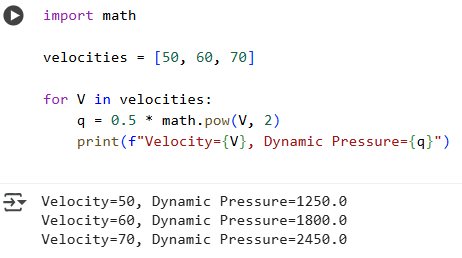 import math
velocities = [50, 60, 70]
for V in velocities:
q = 0.5 * math.pow(V, 2)
print(f"Velocity={V}, Dynamic Pressure={q}")
Velocity=50, Dynamic Pressure=1250.0
Velocity=60, Dynamic Pressure=1800.0
Velocity=70, Dynamic Pressure=2450.0